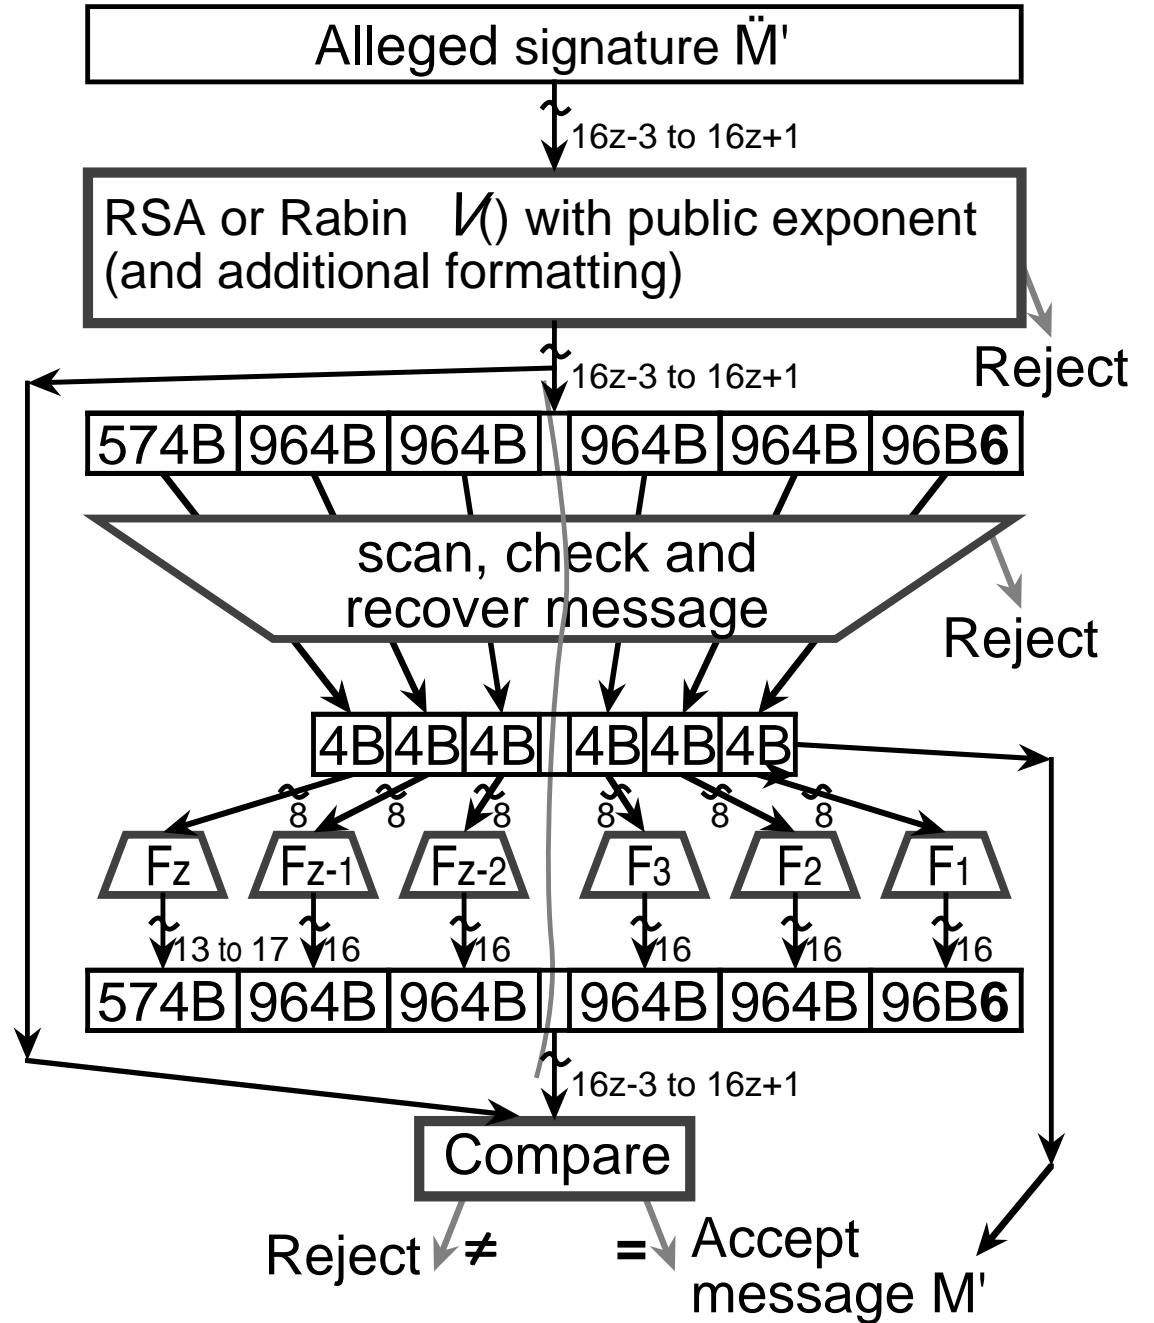 Alleged signature M̈'
16z-3 to 16z+1
RSA or Rabin V() with public exponent
(and additional formatting)
Reject
16z-3 to 16z+1
574B 964B 964B 964B 964B 96B6
scan, check and
recover message
Reject
4B 4B 4B 4B 4B 4B
8 8 8 8 8 8
Fz Fz-1 Fz-2 F3 F2 F1
13 to 17 16 16 16 16 16
574B 964B 964B 964B 964B 96B6
16z-3 to 16z+1
Compare
Reject ≠ = Accept
message M'